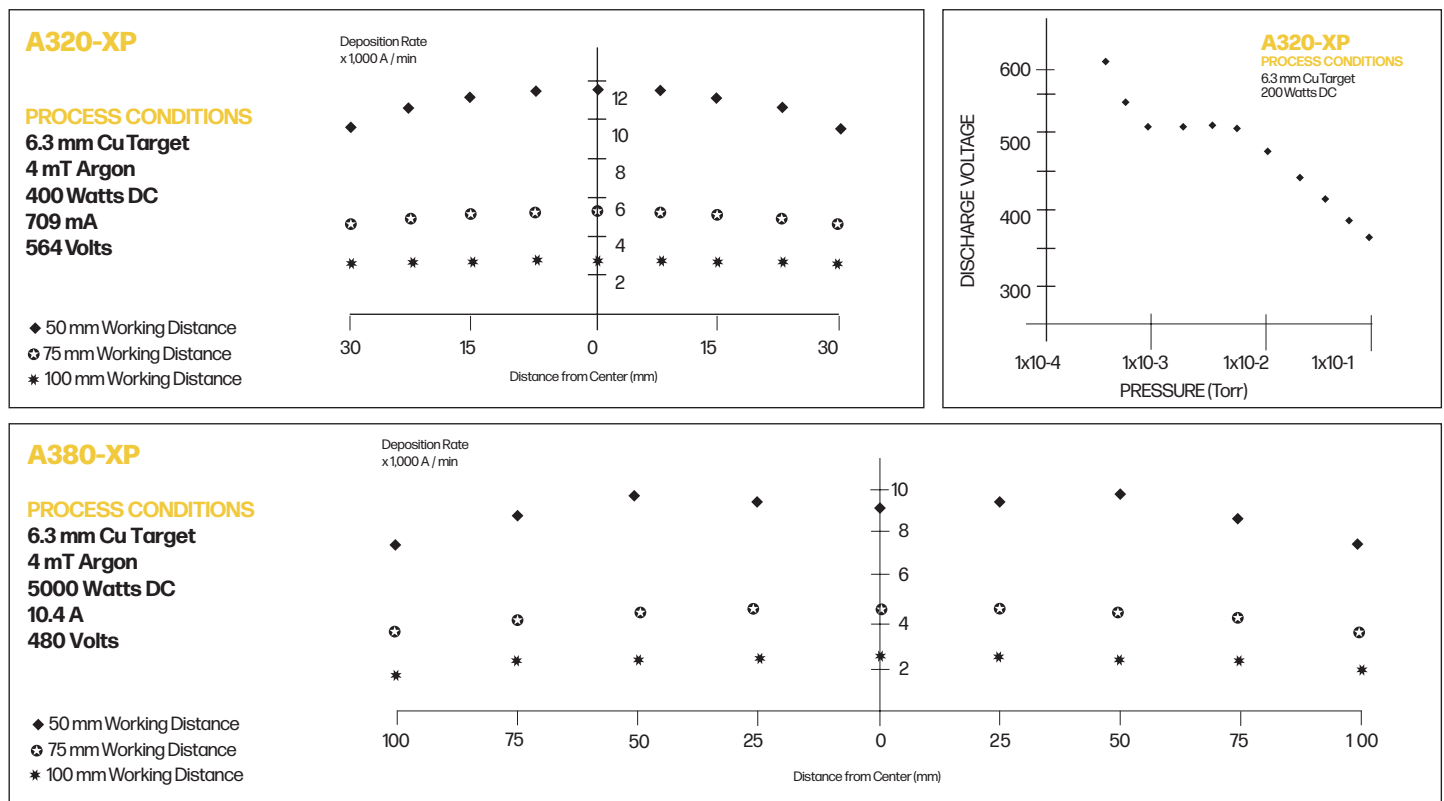 A320-XP
PROCESS CONDITIONS
6.3 mm Cu Target
4 mT Argon
400 Watts DC
709 mA
564 Volts
◆ 50 mm Working Distance
✪ 75 mm Working Distance
✷ 100 mm Working Distance
Deposition Rate
x 1,000 A / min
12
10
8
6
4
2
30 15 0 15 30
Distance from Center (mm)
A320-XP
PROCESS CONDITIONS
6.3 mm Cu Target
200 Watts DC
DISCHARGE VOLTAGE
600
500
400
300
1x10-4 1x10-3 1x10-2 1x10-1
PRESSURE (Torr)
A380-XP
PROCESS CONDITIONS
6.3 mm Cu Target
4 mT Argon
5000 Watts DC
10.4 A
480 Volts
◆ 50 mm Working Distance
✪ 75 mm Working Distance
✷ 100 mm Working Distance
Deposition Rate
x 1,000 A / min
10
8
6
4
2
100 75 50 25 0 25 50 75 100
Distance from Center (mm)